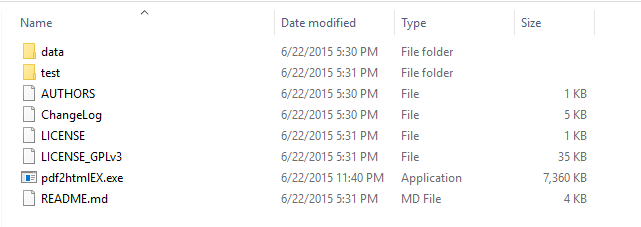 Name Date modified Type Size
data 6/22/2015 5:30 PM File folder
test 6/22/2015 5:31 PM File folder
AUTHORS 6/22/2015 5:30 PM File 1 KB
ChangeLog 6/22/2015 5:30 PM File 5 KB
LICENSE 6/22/2015 5:31 PM File 1 KB
LICENSE_GPLv3 6/22/2015 5:31 PM File 35 KB
pdf2htmlEX.exe 6/22/2015 11:40 PM Application 7,360 KB
README.md 6/22/2015 5:31 PM MD File 4 KB